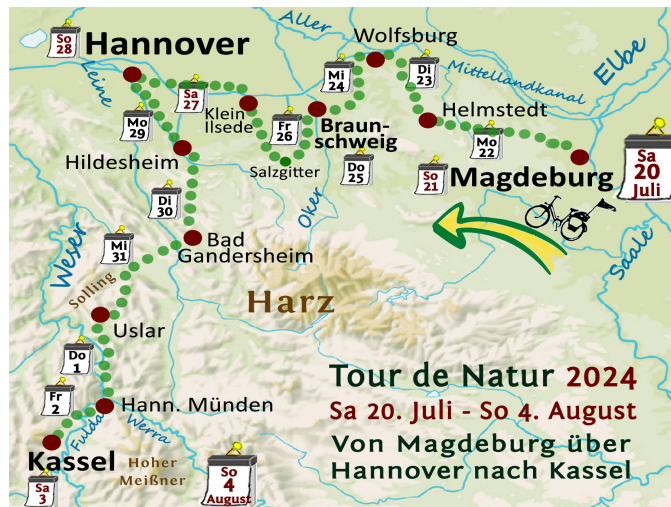 So
28
Hannover
Aller
Wolfsburg
Elbe
Leine
Mi
24
Di
23
Mittellandkanal
Sa
27
Klein
Ilsede
Mo
29
Fr
26
Braun-
schweig
Helmstedt
Mo
22
Sa
20
Juli
Hildesheim
Salzgitter
Do
25
So
21
Magdeburg
Di
30
Oker
Weser
Mi
31
Bad
Gandersheim
Saale
Solling
Harz
Uslar
Do
1
Tour de Natur 2024
Sa 20. Juli - So 4. August
Von Magdeburg über
Hannover nach Kassel
Fr
2
Hann. Münden
Fulda
Werra
Kassel
Hoher
Meißner
Sa
3
So
4
August